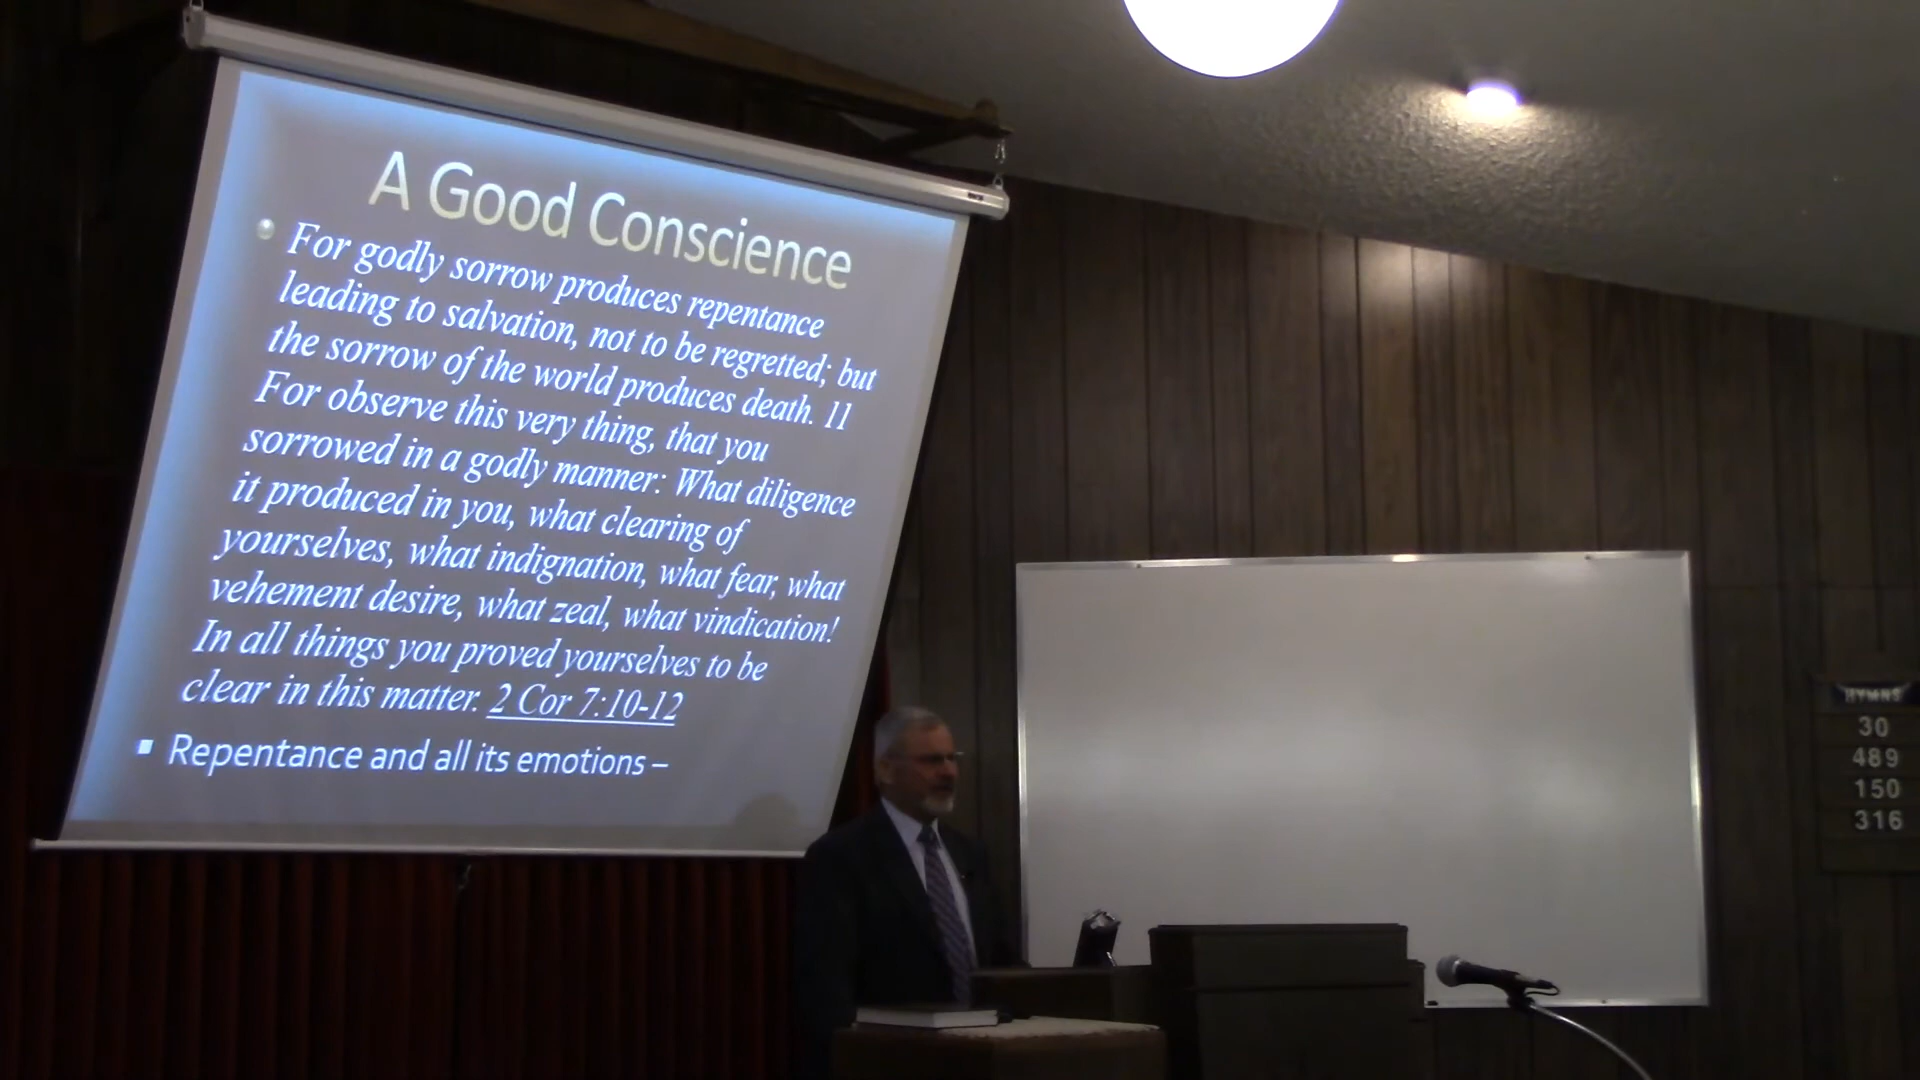 A Good Conscience
For godly sorrow produces repentance
leading to salvation, not to be regretted; but
the sorrow of the world produces death. 11
For observe this very thing, that you
sorrowed in a godly manner: What diligence
it produced in you, what clearing of
yourselves, what indignation, what fear, what
vehement desire, what zeal, what vindication!
In all things you proved yourselves to be
clear in this matter. 2 Cor 7:10-12
Repentance and all its emotions –
HYMNS
30
489
150
316